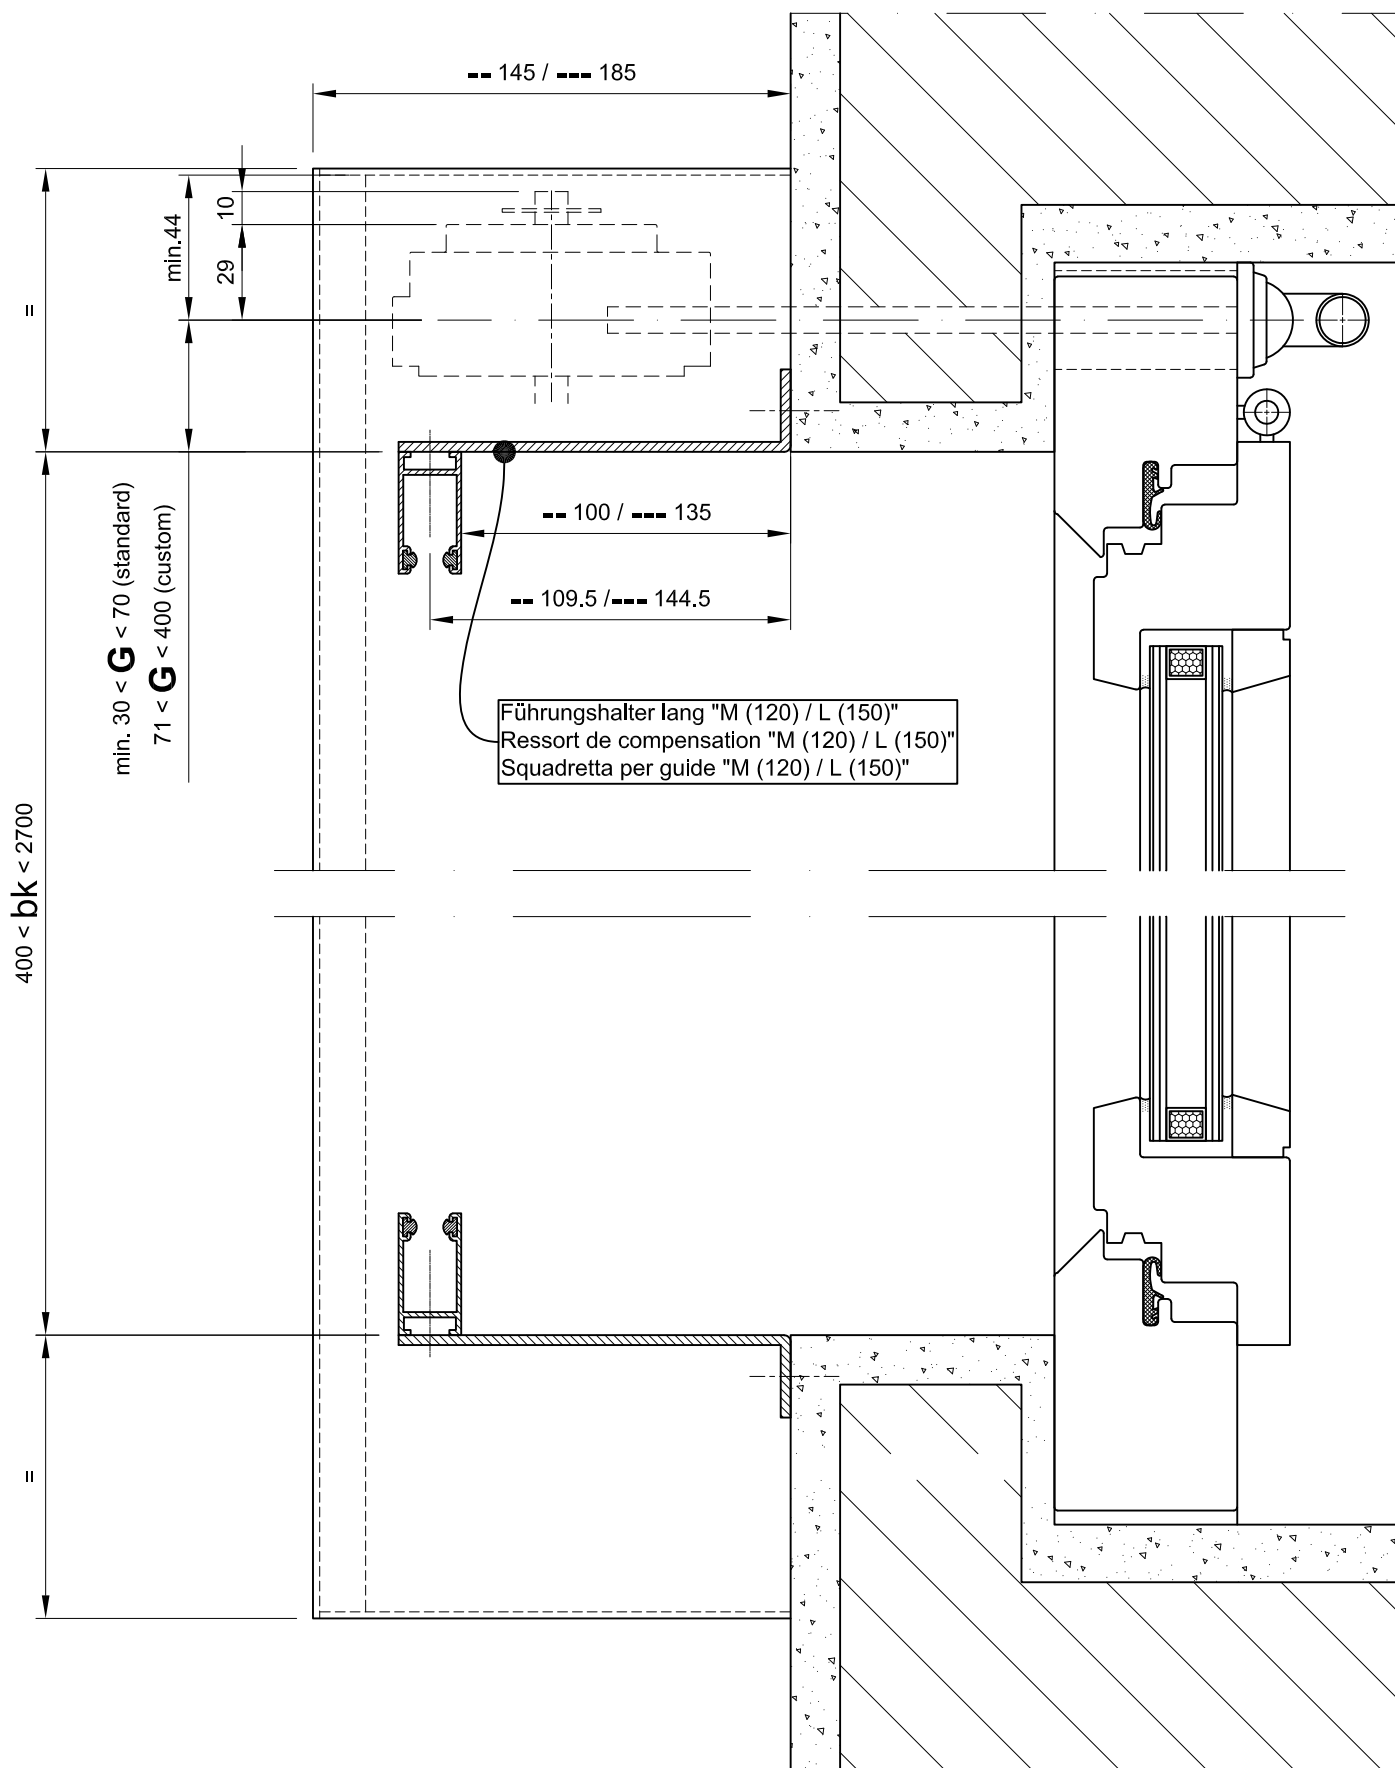 -- 145 / --- 185
min.44
10
29
=
-- 100 / --- 135
min. 30 < G < 70 (standard)
71 < G < 400 (custom)
-- 109.5 /--- 144.5
Führungshalter lang "M (120) / L (150)"
Ressort de compensation "M (120) / L (150)"
Squadretta per guide "M (120) / L (150)"
400 < bk < 2700
=